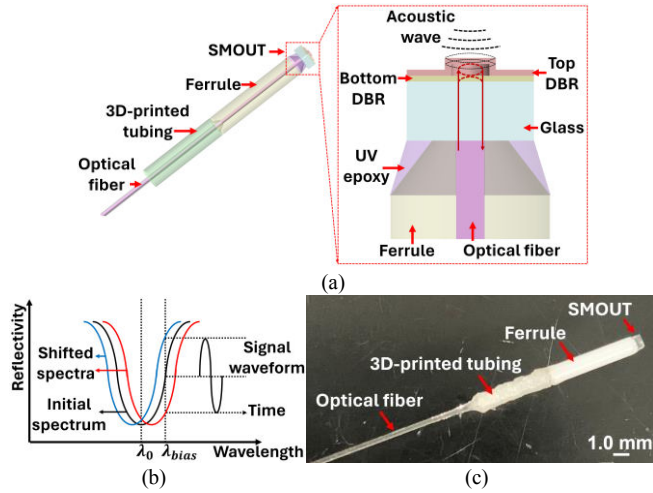 SMOUT
Ferrule
3D-printed
tubing
Optical
fiber
Acoustic
wave
Bottom
DBR
Top
DBR
Glass
UV
epoxy
Ferrule
Optical fiber
(a)
Reflectivity
Shifted
spectra
Initial
spectrum
Signal
waveform
Time
λ0 λbias Wavelength
(b)
SMOUT
Ferrule
3D-printed tubing
Optical fiber
1.0 mm
(c)